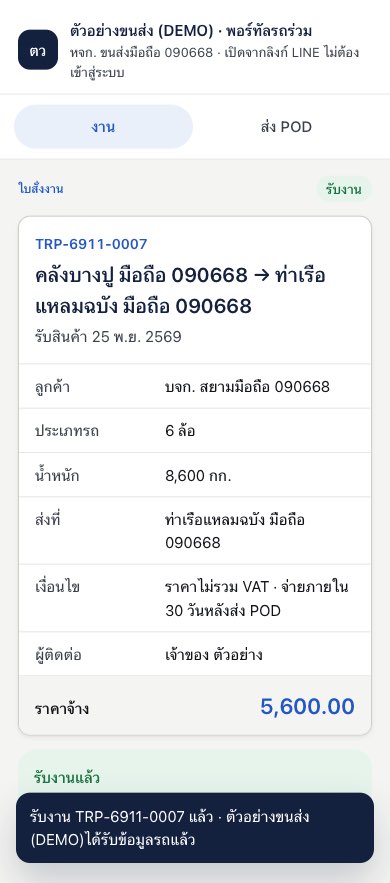 ตว
ตัวอย่างขนส่ง (DEMO) · พอร์ทัลรถร่วม
หจก. ขนส่งมือถือ 090668 · เปิดจากลิงก์ LINE ไม่ต้อง
เข้าสู่ระบบ
งาน
ส่ง POD
ใบสั่งงาน
รับงาน
TRP-6911-0007
คลังบางปู มือถือ 090668 → ท่าเรือ
แหลมฉบัง มือถือ 090668
รับสินค้า 25 พ.ย. 2569
ลูกค้า
บจก. สยามมือถือ 090668
ประเภทรถ
6 ล้อ
น้ำหนัก
8,600 กก.
ส่งที่
ท่าเรือแหลมฉบัง มือถือ
090668
เงื่อนไข
ราคาไม่รวม VAT · จ่ายภายใน
30 วันหลังส่ง POD
ผู้ติดต่อ
เจ้าของ ตัวอย่าง
ราคาจ้าง
5,600.00
รับงานแล้ว
รับงาน TRP-6911-0007 แล้ว · ตัวอย่างขนส่ง
(DEMO)ได้รับข้อมูลรถแล้ว